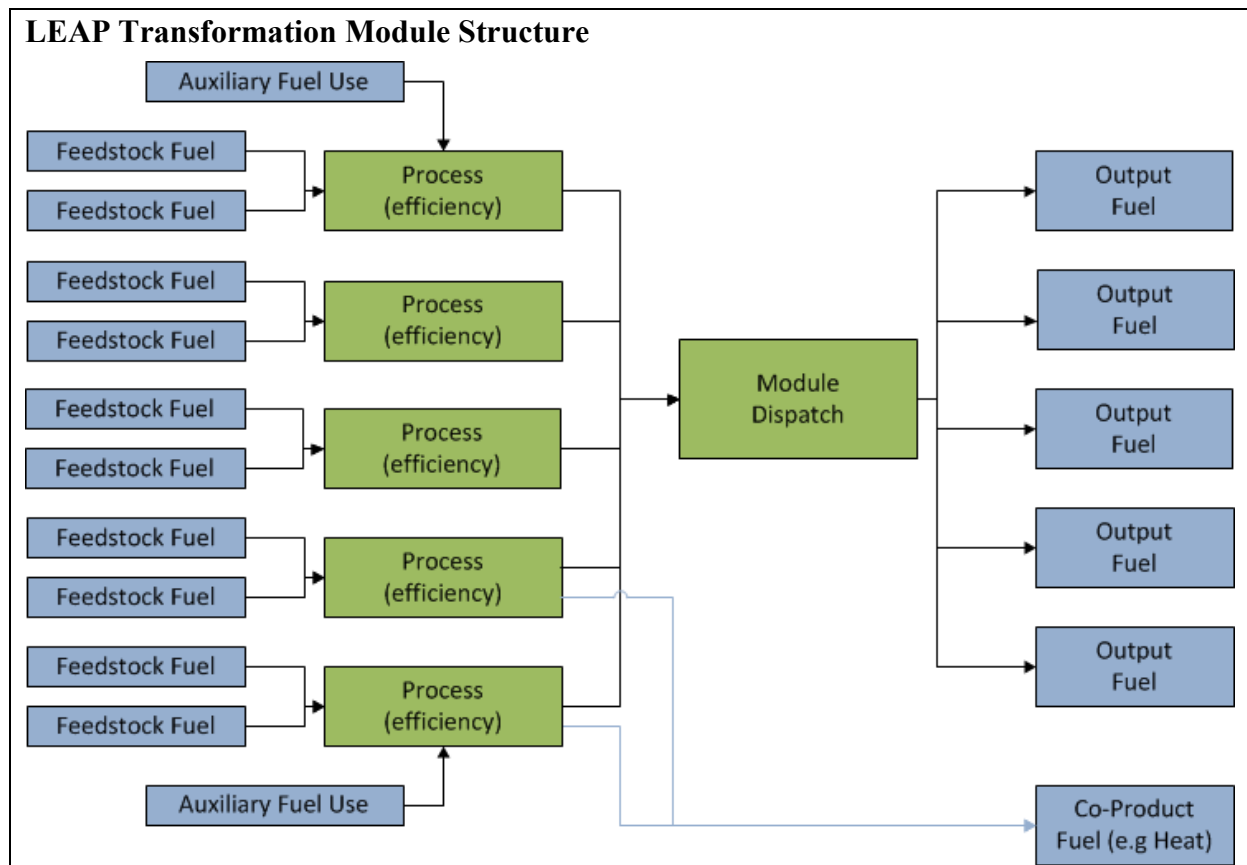 LEAP Transformation Module Structure
Auxiliary Fuel Use
Feedstock Fuel
Feedstock Fuel
Process
(efficiency)
Output
Fuel
Feedstock Fuel
Feedstock Fuel
Process
(efficiency)
Output
Fuel
Module
Dispatch
Feedstock Fuel
Feedstock Fuel
Process
(efficiency)
Output
Fuel
Feedstock Fuel
Feedstock Fuel
Process
(efficiency)
Output
Fuel
Feedstock Fuel
Feedstock Fuel
Process
(efficiency)
Output
Fuel
Auxiliary Fuel Use
Co-Product
Fuel (e.g Heat)